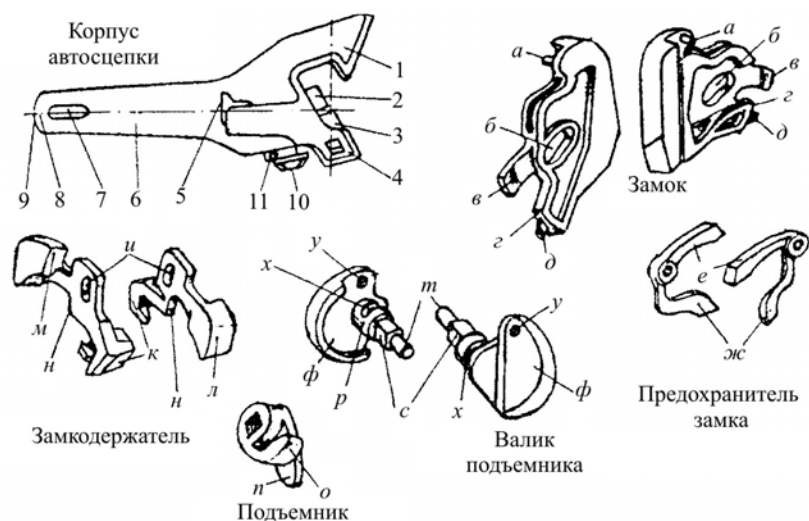 Корпус
автосцепки
1
2
3
4
5
6
7
8
9
10
11
а
б
в
г
д
а
б
в
г
д
Замок
м
н
и
к
н
л
Замкодержатель
п
о
Подъемник
у
х
ф
р
с
т
х
у
ф
Валик
подъемника
е
ж
Предохранитель
замка